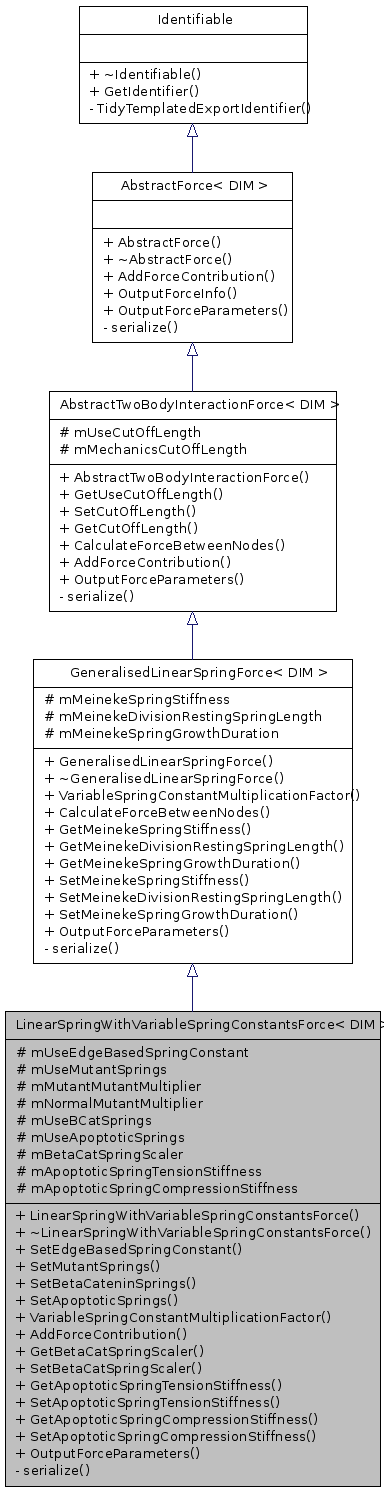 Identifiable
+ ~Identifiable()
+ GetIdentifier()
- TidyTemplatedExportIdentifier()
AbstractForce< DIM >
+ AbstractForce()
+ ~AbstractForce()
+ AddForceContribution()
+ OutputForceInfo()
+ OutputForceParameters()
- serialize()
AbstractTwoBodyInteractionForce< DIM >
# mUseCutOffLength
# mMechanicsCutOffLength
+ AbstractTwoBodyInteractionForce()
+ GetUseCutOffLength()
+ SetCutOffLength()
+ GetCutOffLength()
+ CalculateForceBetweenNodes()
+ AddForceContribution()
+ OutputForceParameters()
- serialize()
GeneralisedLinearSpringForce< DIM >
# mMeinekeSpringStiffness
# mMeinekeDivisionRestingSpringLength
# mMeinekeSpringGrowthDuration
+ GeneralisedLinearSpringForce()
+ ~GeneralisedLinearSpringForce()
+ VariableSpringConstantMultiplicationFactor()
+ CalculateForceBetweenNodes()
+ GetMeinekeSpringStiffness()
+ GetMeinekeDivisionRestingSpringLength()
+ GetMeinekeSpringGrowthDuration()
+ SetMeinekeSpringStiffness()
+ SetMeinekeDivisionRestingSpringLength()
+ SetMeinekeSpringGrowthDuration()
+ OutputForceParameters()
- serialize()
LinearSpringWithVariableSpringConstantsForce< DIM >
# mUseEdgeBasedSpringConstant
# mUseMutantSprings
# mMutantMutantMultiplier
# mNormalMutantMultiplier
# mUseBCatSprings
# mUseApoptoticSprings
# mBetaCatSpringScaler
# mApoptoticSpringTensionStiffness
# mApoptoticSpringCompressionStiffness
+ LinearSpringWithVariableSpringConstantsForce()
+ ~LinearSpringWithVariableSpringConstantsForce()
+ SetEdgeBasedSpringConstant()
+ SetMutantSprings()
+ SetBetaCateninSprings()
+ SetApoptoticSprings()
+ VariableSpringConstantMultiplicationFactor()
+ AddForceContribution()
+ GetBetaCatSpringScaler()
+ SetBetaCatSpringScaler()
+ GetApoptoticSpringTensionStiffness()
+ SetApoptoticSpringTensionStiffness()
+ GetApoptoticSpringCompressionStiffness()
+ SetApoptoticSpringCompressionStiffness()
+ OutputForceParameters()
- serialize()